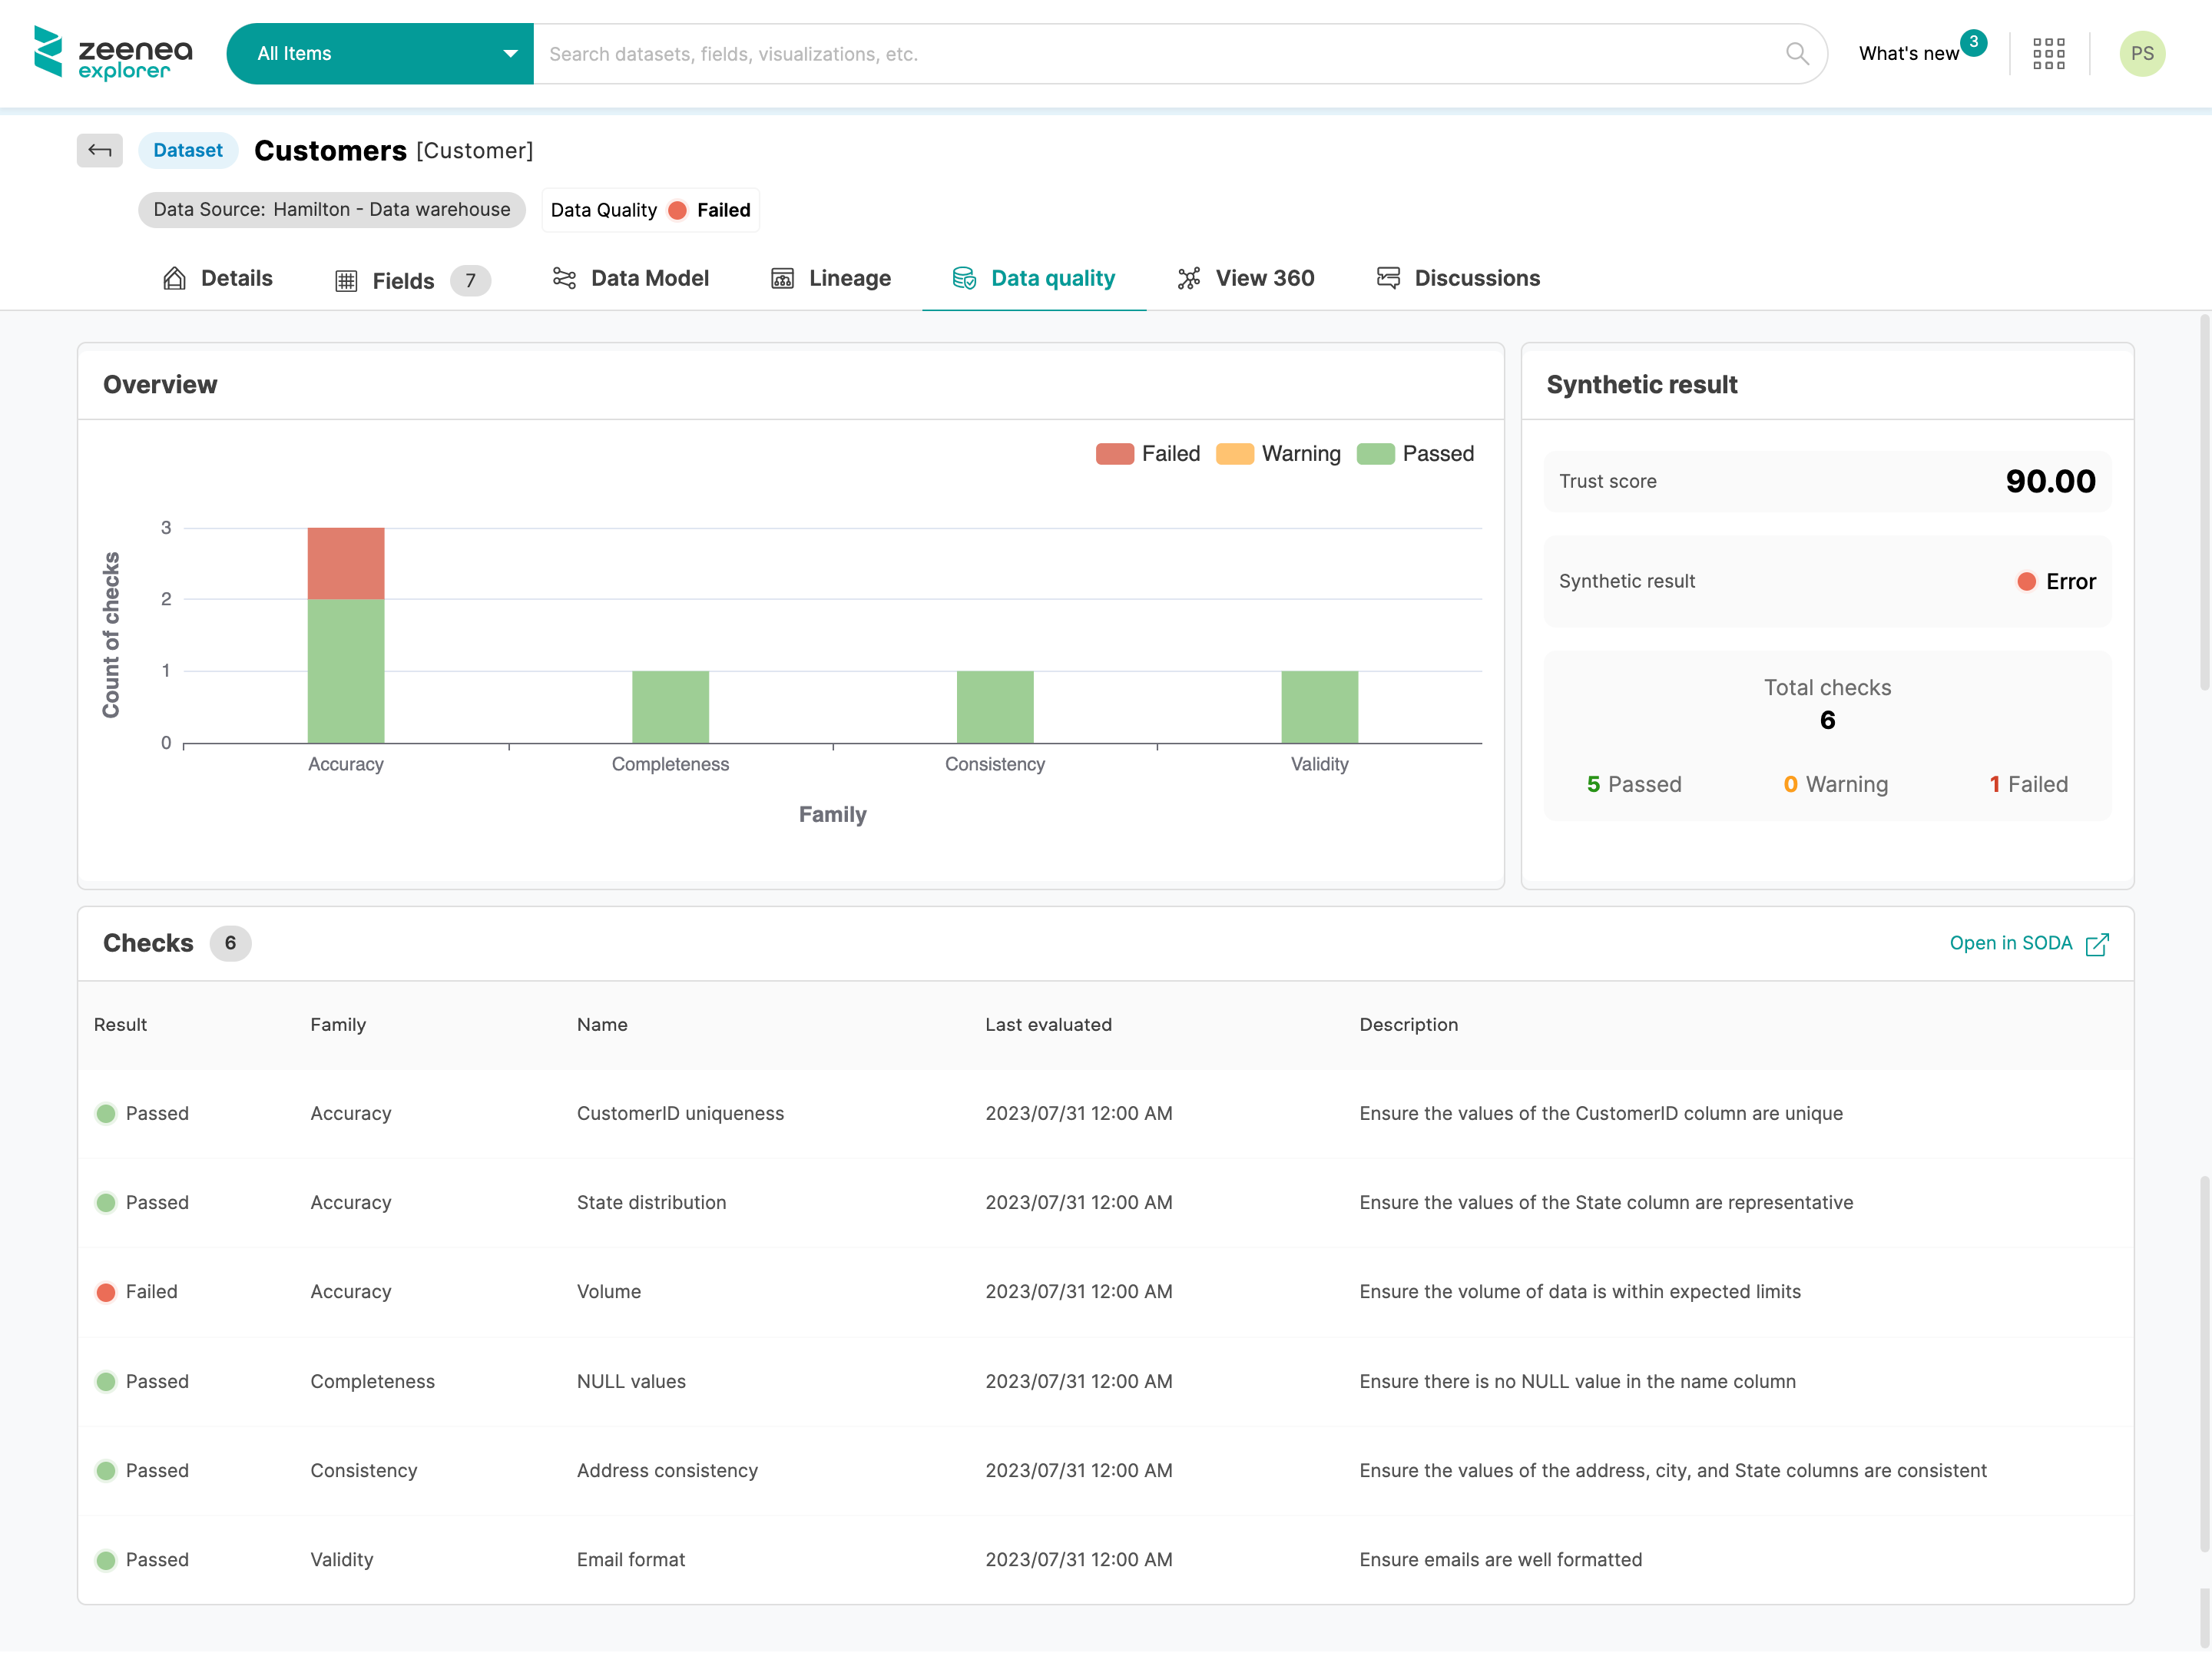 zeenea
explorer
All Items
Search datasets, fields, visualizations, etc.
What's new
3
PS
Dataset
Customers [Customer]
Data Source: Hamilton - Data warehouse
Data Quality Failed
Details
Fields 7
Data Model
Lineage
Data quality
View 360
Discussions
Overview
Failed Warning Passed
Count of checks
3
2
1
0
Accuracy Completeness Consistency Validity
Family
Synthetic result
Trust score 90.00
Synthetic result Error
Total checks
6
5 Passed 0 Warning 1 Failed
Checks 6
Open in SODA
Result Family Name Last evaluated Description
Passed Accuracy CustomerID uniqueness 2023/07/31 12:00 AM Ensure the values of the CustomerID column are unique
Passed Accuracy State distribution 2023/07/31 12:00 AM Ensure the values of the State column are representative
Failed Accuracy Volume 2023/07/31 12:00 AM Ensure the volume of data is within expected limits
Passed Completeness NULL values 2023/07/31 12:00 AM Ensure there is no NULL value in the name column
Passed Consistency Address consistency 2023/07/31 12:00 AM Ensure the values of the address, city, and State columns are consistent
Passed Validity Email format 2023/07/31 12:00 AM Ensure emails are well formatted